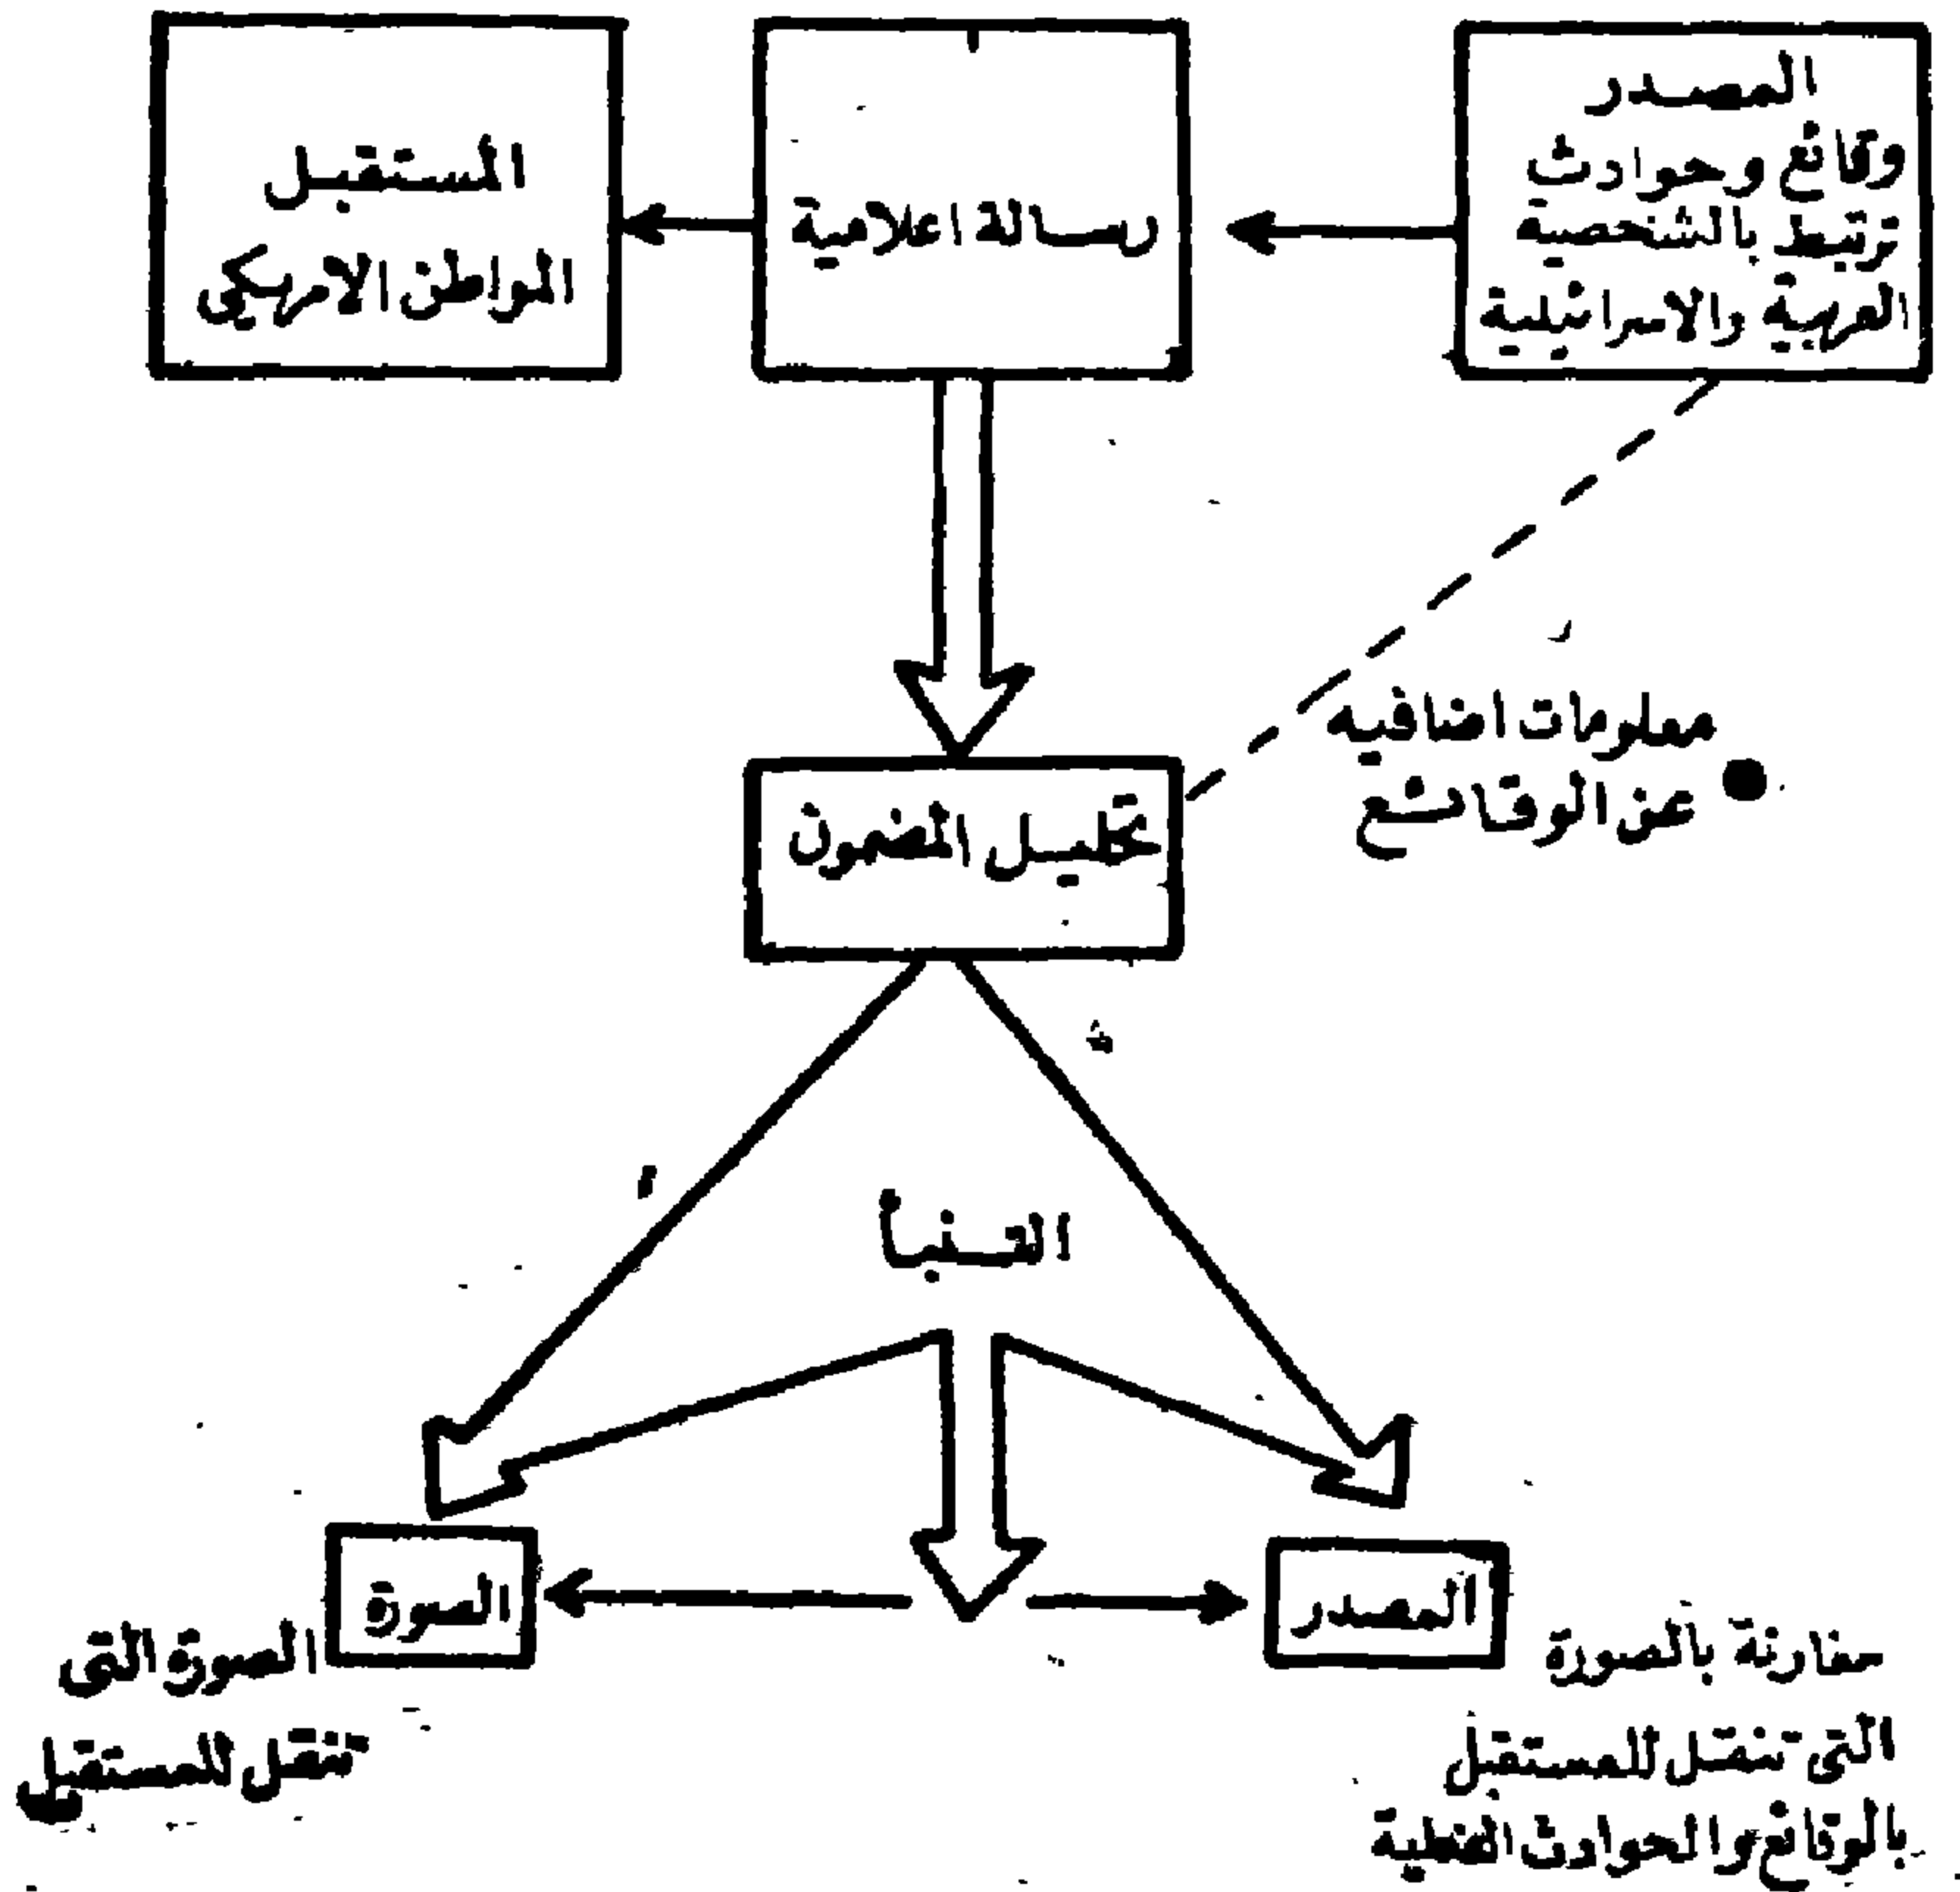 المصدر
وقائع وحوادث
ترتبط بالشخصية
العربية والاسرائيلية
رسالة اعلامية
المستقبل
المواطن الامريكى
معلومات اضافيه
عن الوقائع
تحليل المضمون
التنبأ
المصدر
الصورة
مقارنة بالصورة
التى تنقل للمستقبل
بالوقائع والحوادث الفعلية
الصورة التى
تنقل للمستقبل